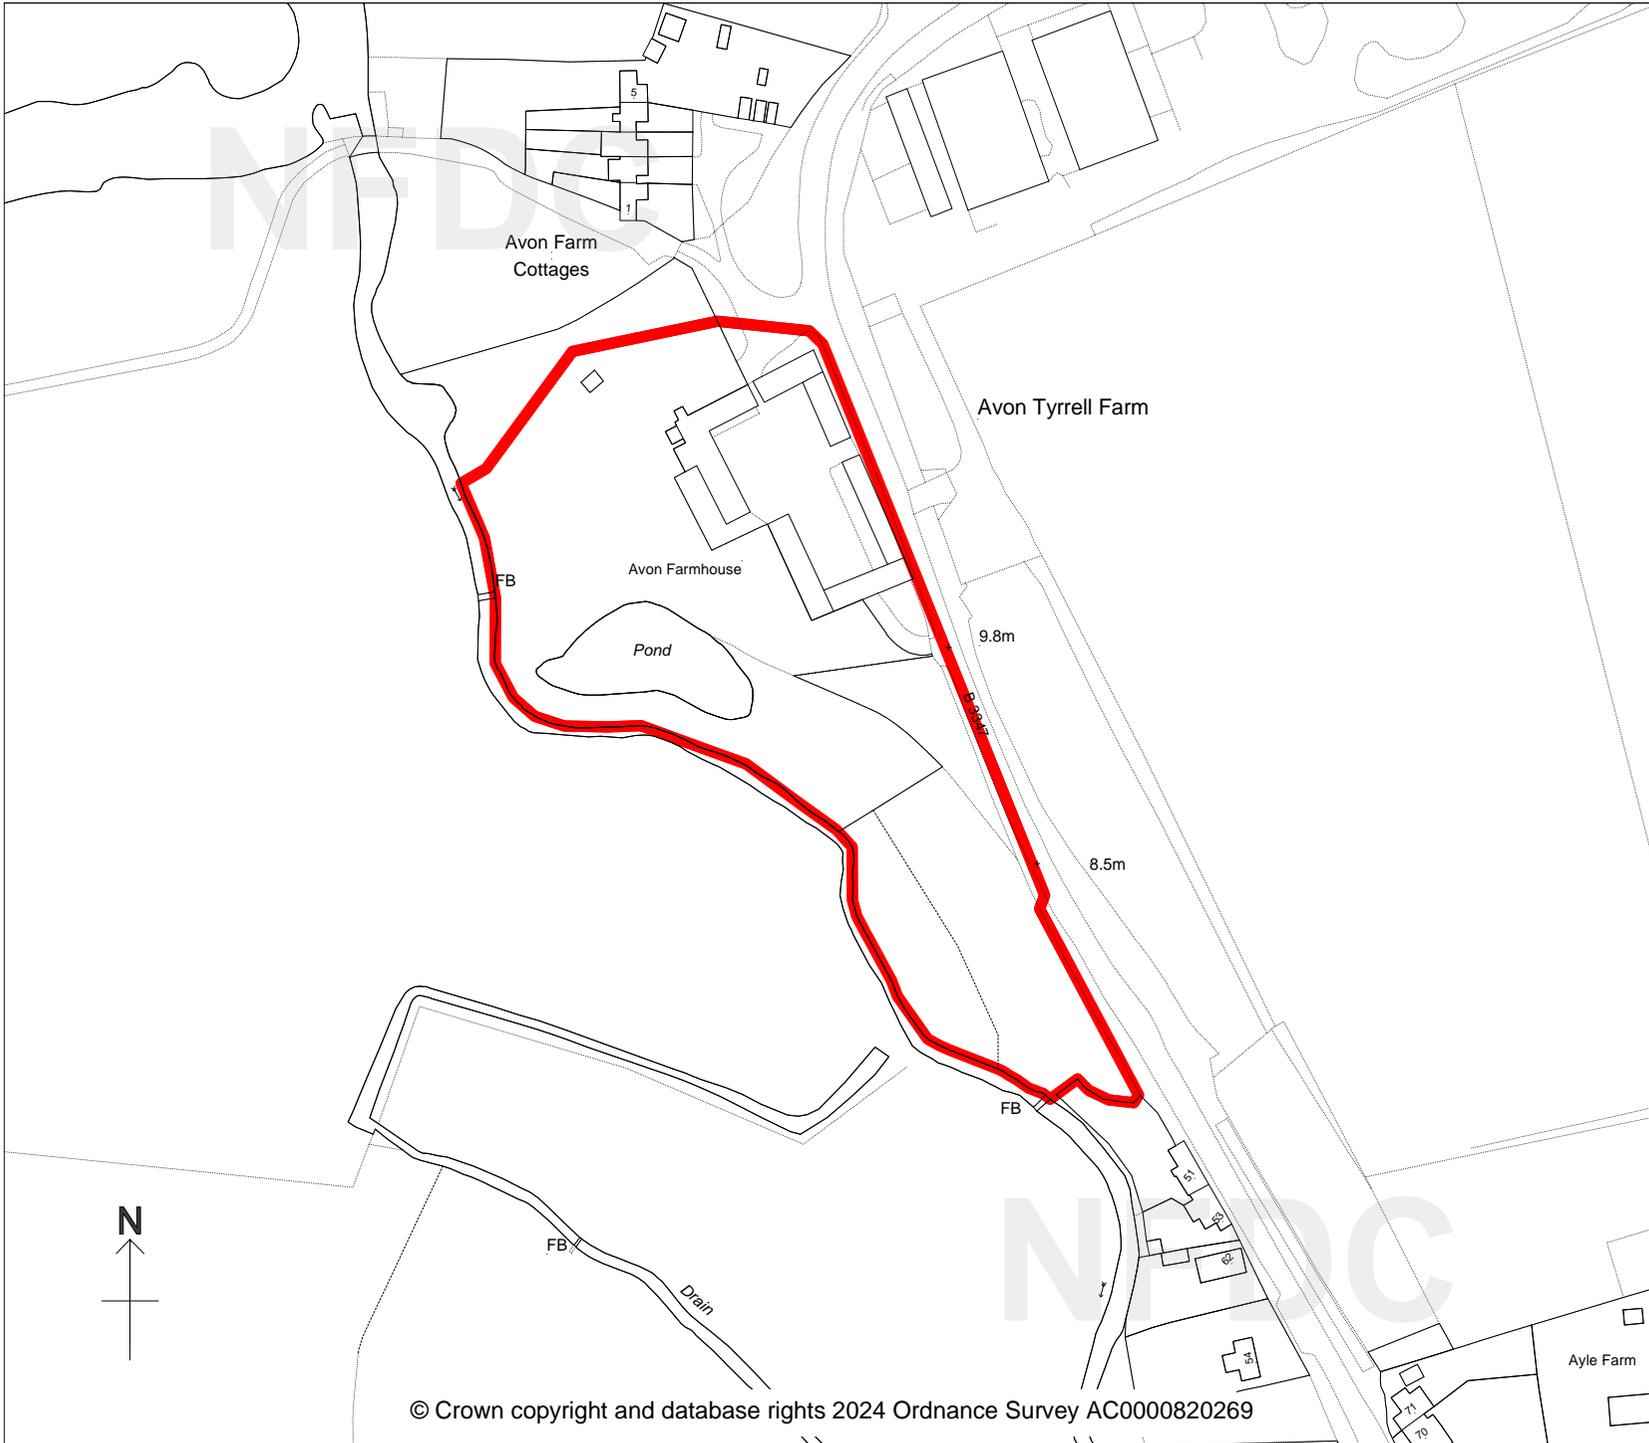 5
NFDC
1
Avon Farm
Cottages
Avon Tyrrell Farm
FB
Avon Farmhouse
9.8m
Pond
B 3347
8.5m
FB
51
N
53
NFDC
FB
62
Drain
54
Ayle Farm
71
© Crown copyright and database rights 2024 Ordnance Survey AC0000820269
70